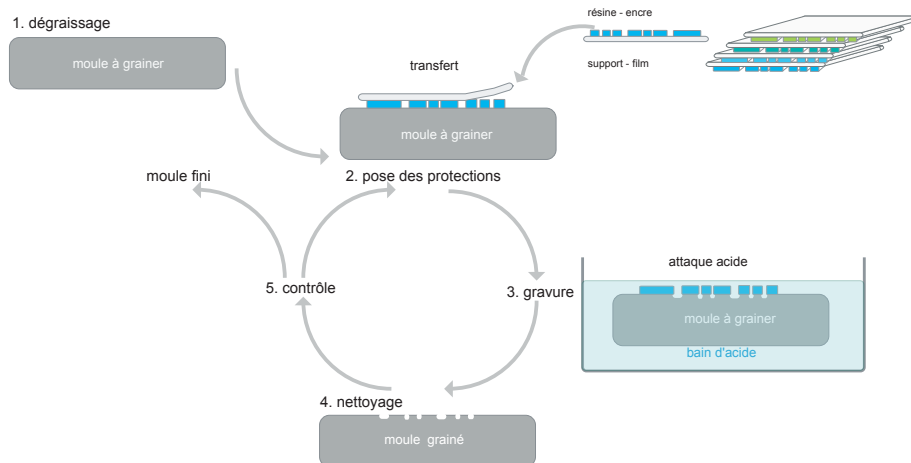 1. dégraissage
moule à grainer
résine - encre
support - film
transfert
moule à grainer
2. pose des protections
moule fini
5. contrôle
3. gravure
attaque acide
moule à grainer
bain d'acide
4. nettoyage
moule grainé